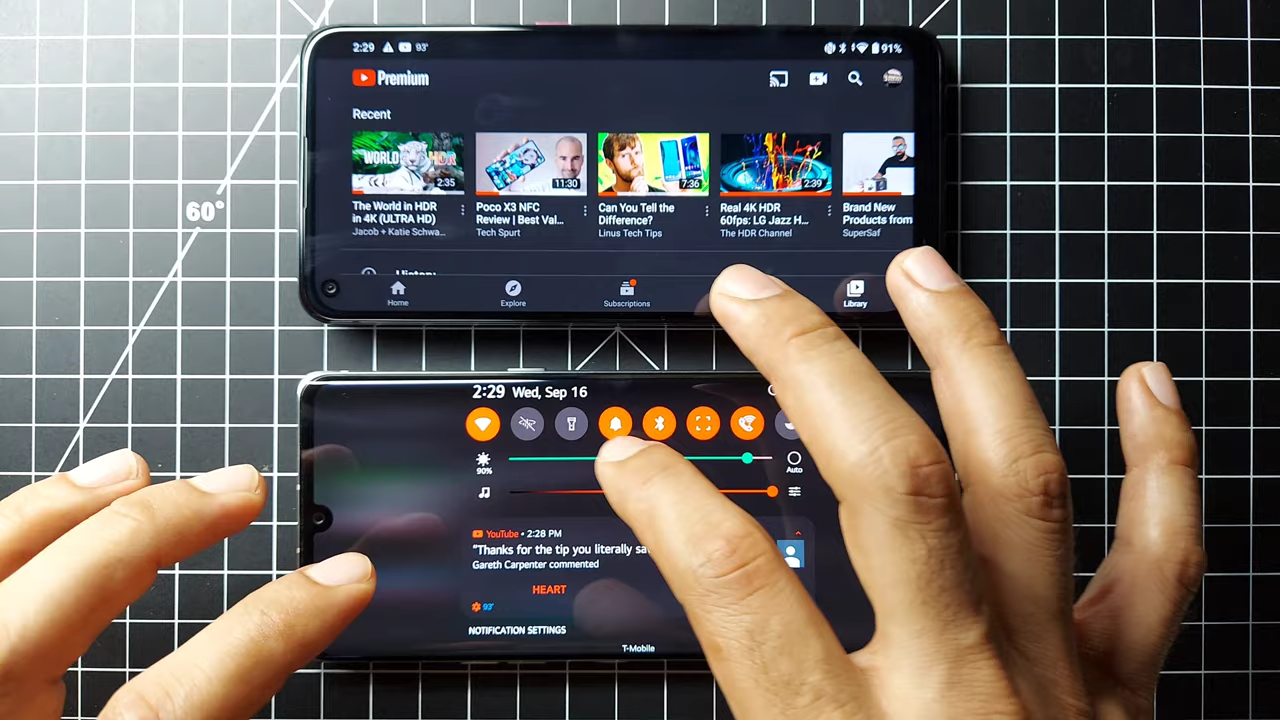 2:29 93°
91%
Premium
Recent
WORLD HDR
2:35
11:30
7:36
2:39
The World in HDR
in 4K (ULTRA HD)
Jacob + Katie Schwa...
Poco X3 NFC
Review | Best Val...
Tech Spurt
Can You Tell the
Difference?
Linus Tech Tips
Real 4K HDR
60fps: LG Jazz H...
The HDR Channel
Brand New
Products from
SuperSaf
History
Home
Explore
Subscriptions
Library
60°
2:29 Wed, Sep 16
90%
Auto
YouTube • 2:28 PM
"Thanks for the tip you literally sa
Gareth Carpenter commented
HEART
93°
NOTIFICATION SETTINGS
T-Mobile